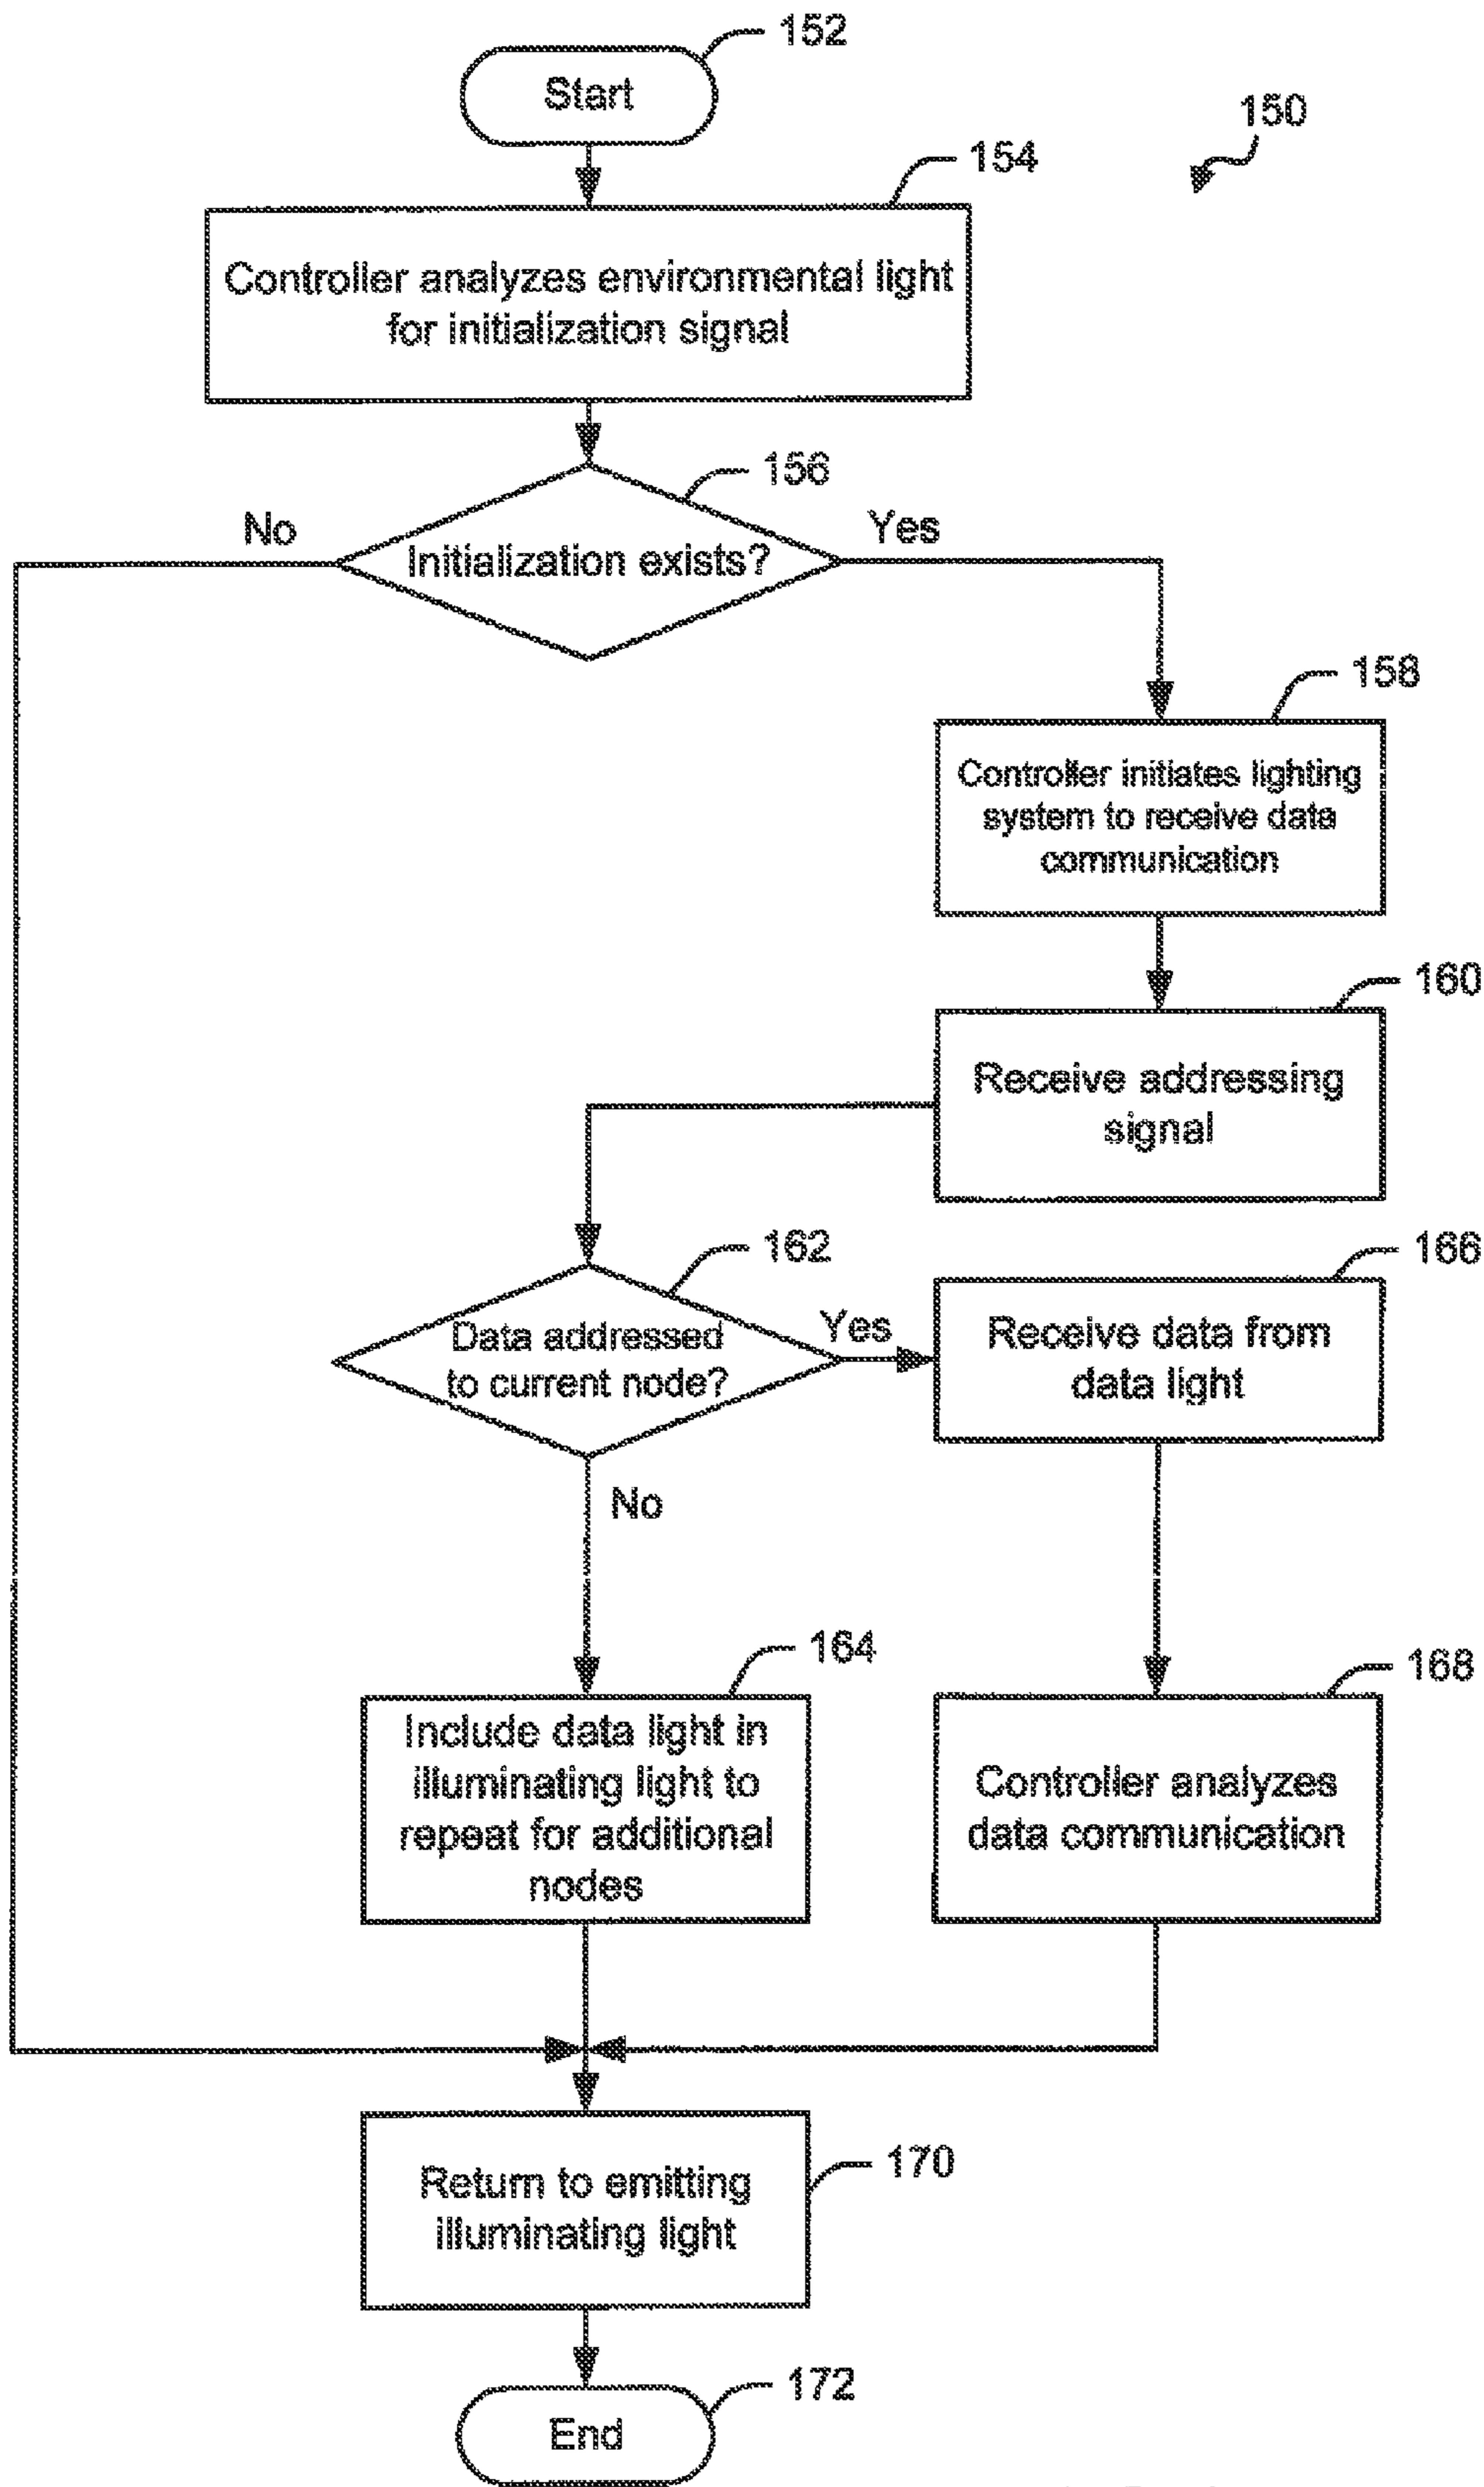 152
Start
150
154
Controller analyzes environmental light
for initialization signal
156
No
Yes
Initialization exists?
158
Controller initiates lighting
system to receive data
communication
160
Receive addressing
signal
162
166
Data addressed
to current node?
Yes
Receive data from
data light
No
164
168
Include data light in
illuminating light to
repeat for additional
nodes
Controller analyzes
data communication
170
Return to emitting
illuminating light
172
End